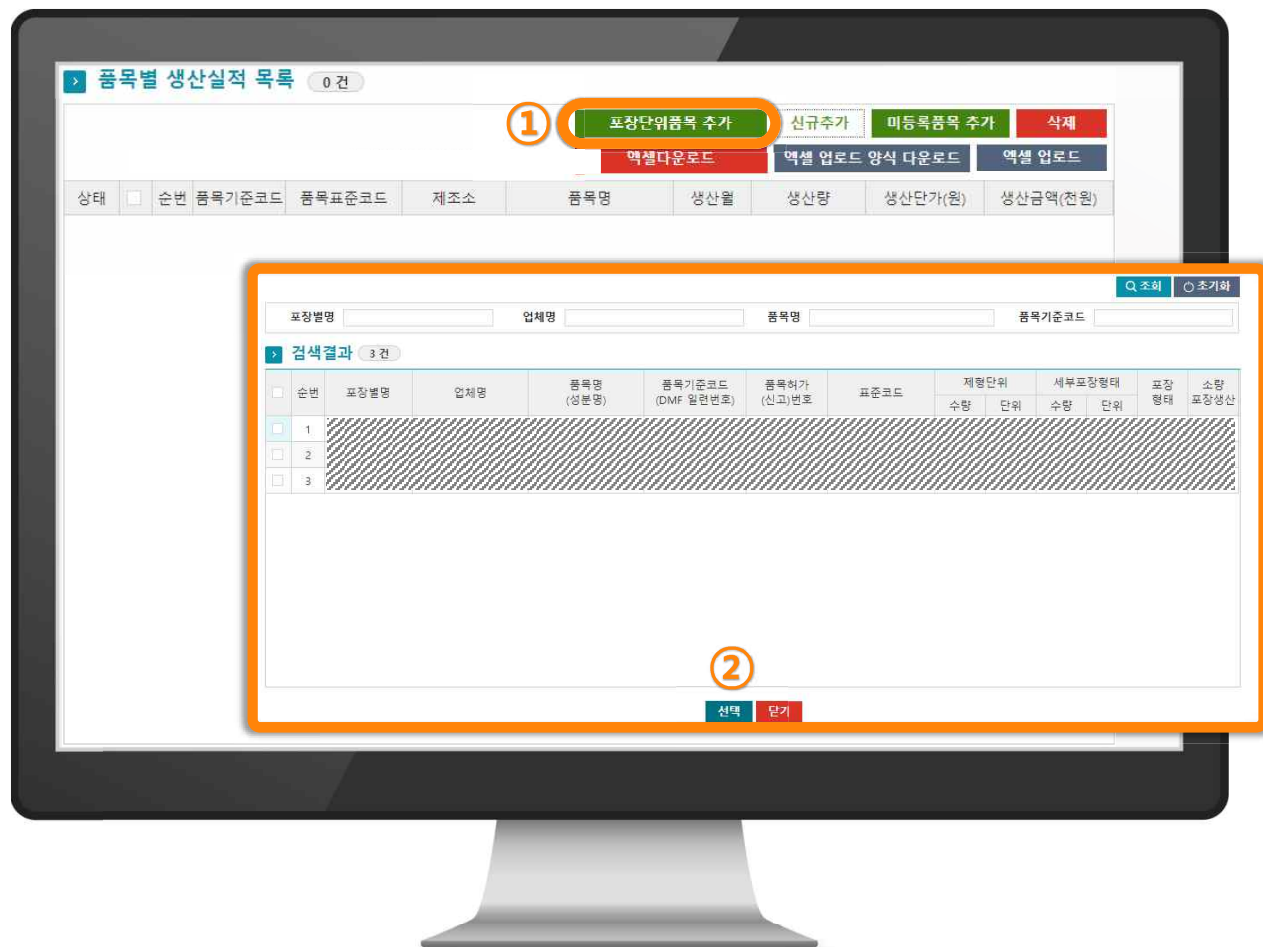 품목별 생산실적 목록 0 건
① 포장단위품목 추가 신규추가 미등록품목 추가 삭제
엑셀다운로드 엑셀 업로드 양식 다운로드 엑셀 업로드
상태 순번 품목기준코드 품목표준코드 제조소 품목명 생산월 생산량 생산단가(원) 생산금액(천원)
조회 초기화
포장별명 업체명 품목명 품목기준코드
검색결과 3 건
순번 포장별명 업체명 품목명 품목기준코드 품목허가 표준코드 제형단위 세부포장형태 포장 소량
(성분명) (DMF 일련번호) (신고)번호 수량 단위 수량 단위 형태 포장생산
1
2
3
②
선택 닫기